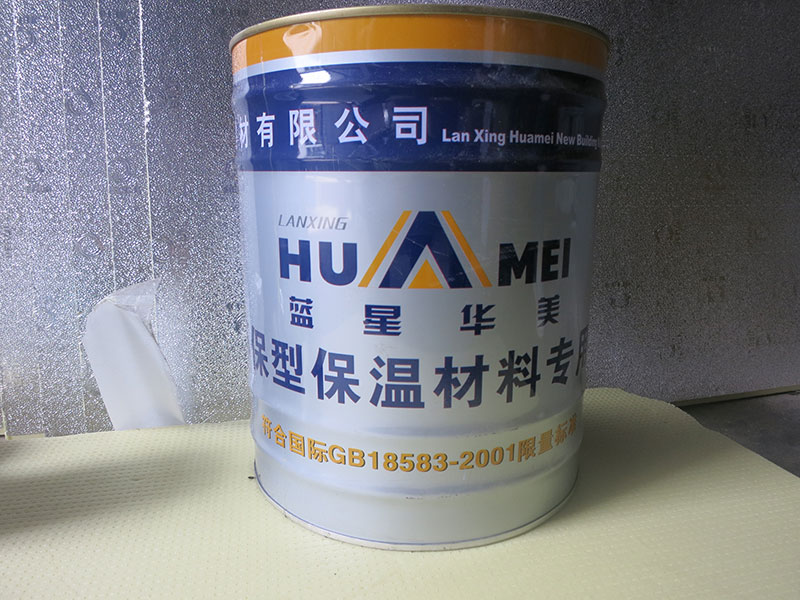 材有限公司 Lan Xing Huamei New Building
LANXING
HUAMEI
蓝星华美
保型保温材料专用
符合国际GB18583-2001限量标准